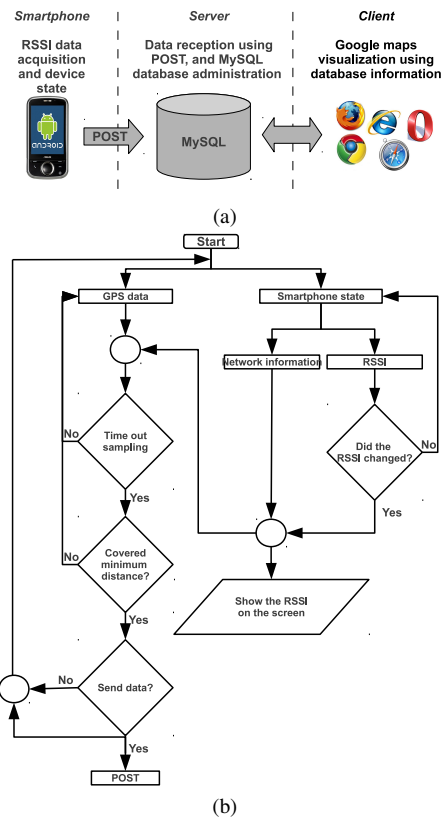 Smartphone
Server
Client
RSSI data
acquisition
and device
state
Data reception using
POST, and MySQL
database administration
Google maps
visualization using
database information
ANDROID
POST
MySQL
(a)
Start
GPS data
Smartphone state
Network information
RSSI
Time out
sampling
No
Did the
RSSI changed?
No
Yes
Yes
Covered
minimum
distance?
No
Yes
Show the RSSI
on the screen
Send data?
No
Yes
POST
(b)